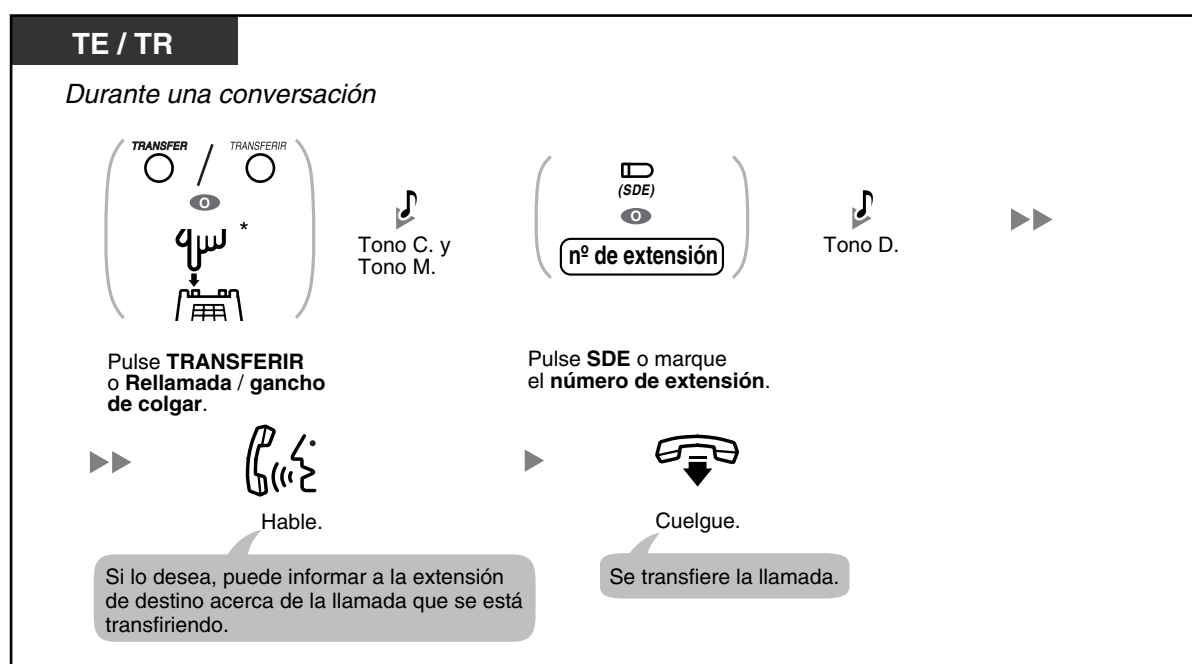 TE / TR
Durante una conversación
TRANSFER / TRANSFERIR
O
*
Tono C. y
Tono M.
(SDE)
O
nº de extensión
Tono D.
Pulse TRANSFERIR
o Rellamada / gancho
de colgar.
Pulse SDE o marque
el número de extensión.
Hable.
Cuelgue.
Si lo desea, puede informar a la extensión
de destino acerca de la llamada que se está
transfiriendo.
Se transfiere la llamada.